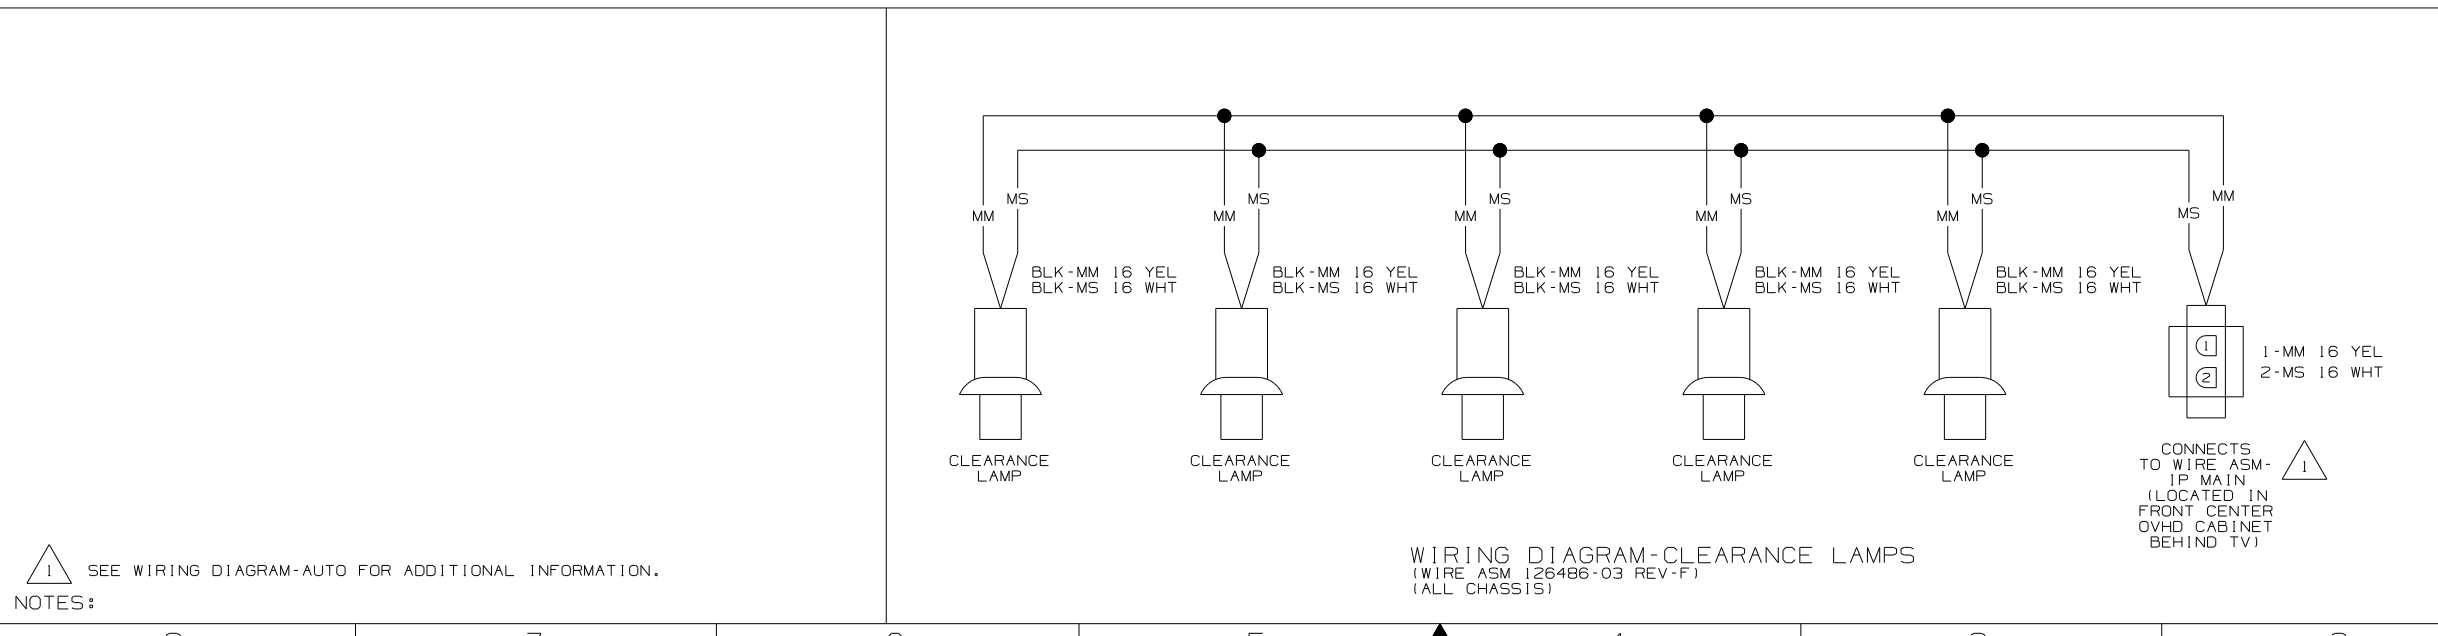 MM
MS
MM
MS
MM
MS
MM
MS
MM
MS
MS
MM
BLK-MM 16 YEL
BLK-MS 16 WHT
BLK-MM 16 YEL
BLK-MS 16 WHT
BLK-MM 16 YEL
BLK-MS 16 WHT
BLK-MM 16 YEL
BLK-MS 16 WHT
BLK-MM 16 YEL
BLK-MS 16 WHT
1
2
1-MM 16 YEL
2-MS 16 WHT
CLEARANCE
LAMP
CLEARANCE
LAMP
CLEARANCE
LAMP
CLEARANCE
LAMP
CLEARANCE
LAMP
CONNECTS
TO WIRE ASM-
IP MAIN
(LOCATED IN
FRONT CENTER
OVHD CABINET
BEHIND TV)
1
WIRING DIAGRAM-CLEARANCE LAMPS
(WIRE ASM 126486-03 REV-F)
(ALL CHASSIS)
1 SEE WIRING DIAGRAM-AUTO FOR ADDITIONAL INFORMATION.
NOTES: